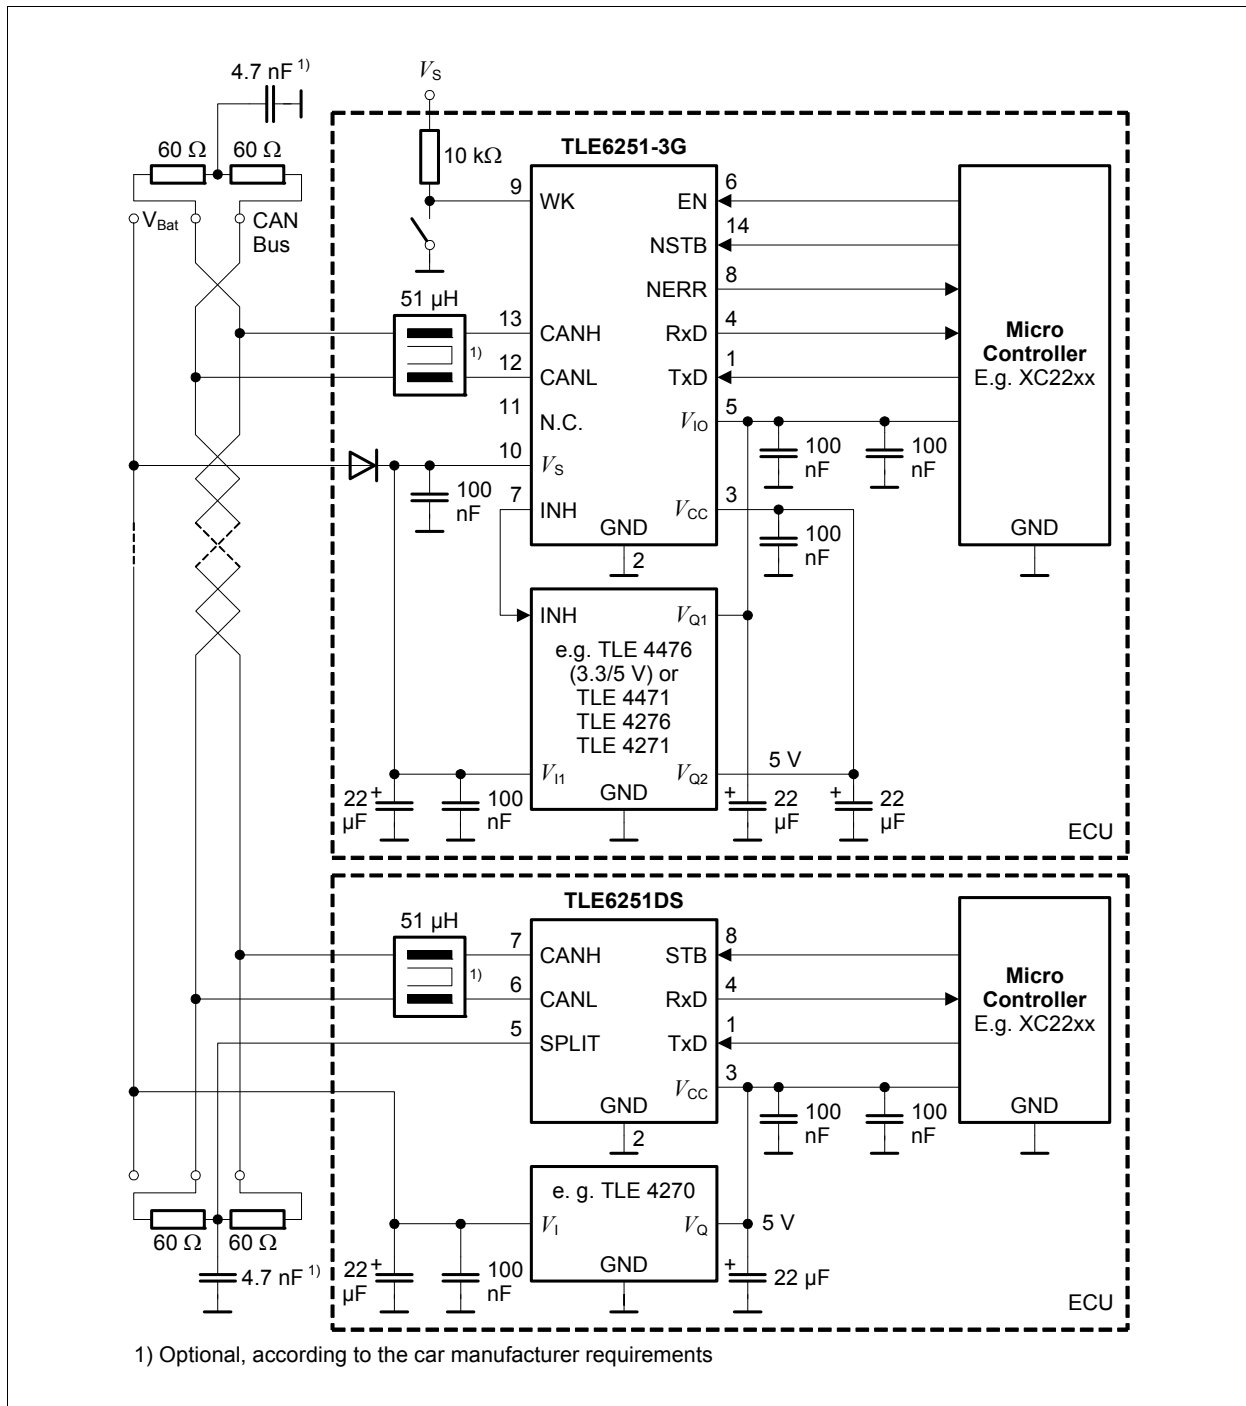 4.7 nF 1)
V_S
60 Ω 60 Ω
10 kΩ
V_Bat
CAN
Bus
TLE6251-3G
9 WK
EN 6
NSTB 14
NERR 8
51 µH
1)
13 CANH
RxD 4
12 CANL
TxD 1
11 N.C.
V_IO 5
10 V_S
7 INH
V_CC 3
GND
2
100
nF
100
nF
100
nF
100
nF
Micro
Controller
E.g. XC22xx
GND
INH
V_Q1
e.g. TLE 4476
(3.3/5 V) or
TLE 4471
TLE 4276
TLE 4271
V_I1
V_Q2
5 V
GND
22
µF
+
100
nF
+
22
µF
+
22
µF
ECU
TLE6251DS
51 µH
1)
7 CANH
STB 8
6 CANL
RxD 4
5 SPLIT
TxD 1
V_CC 3
GND
2
100
nF
100
nF
Micro
Controller
E.g. XC22xx
GND
e. g. TLE 4270
V_I
V_Q
5 V
GND
60 Ω 60 Ω
4.7 nF 1)
22
µF
+
100
nF
+
22 µF
ECU
1) Optional, according to the car manufacturer requirements